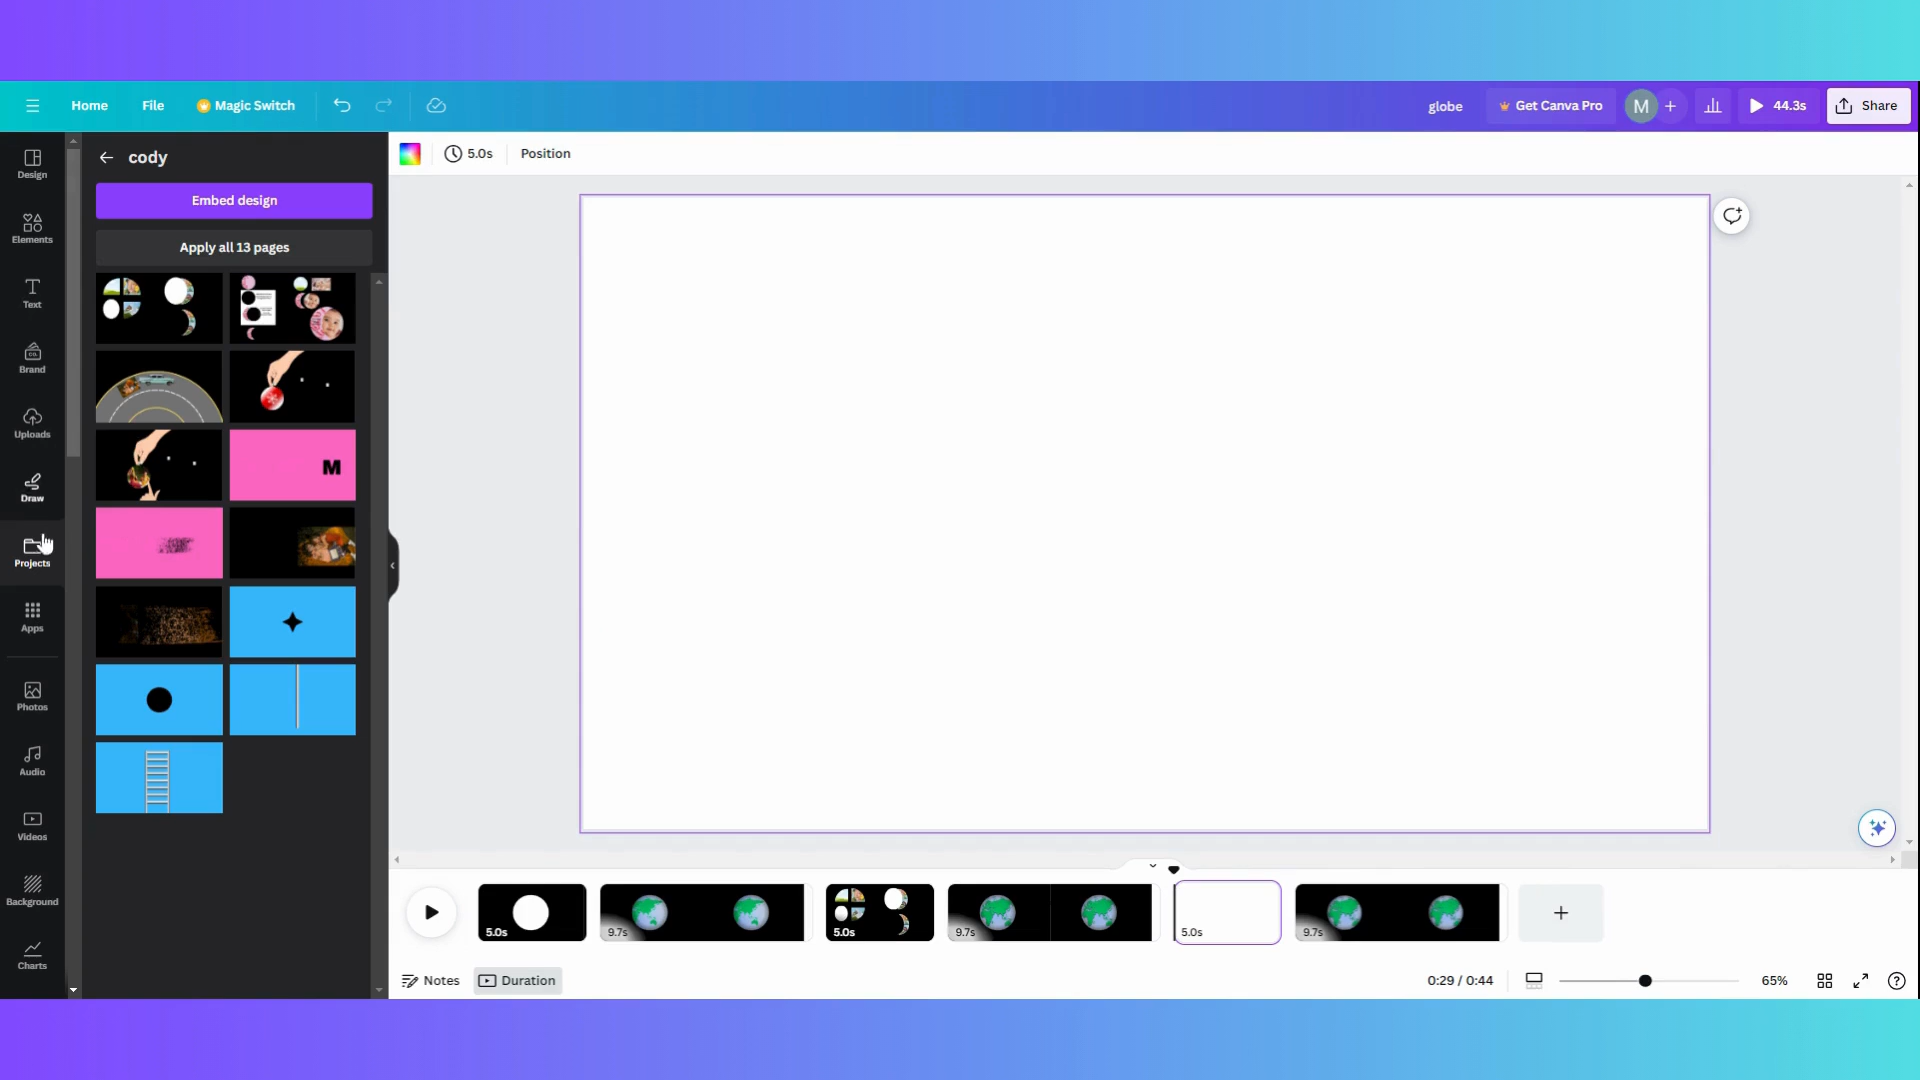 Home
File
Magic Switch
globe
Get Canva Pro
M
44.3s
Share
Design
Elements
Text
Brand
Uploads
Draw
Projects
Apps
Photos
Audio
Videos
Background
Charts
cody
Embed design
Apply all 13 pages
M
5.0s
Position
5.0s
9.7s
5.0s
9.7s
5.0s
9.7s
Notes
Duration
0:29 / 0:44
65%